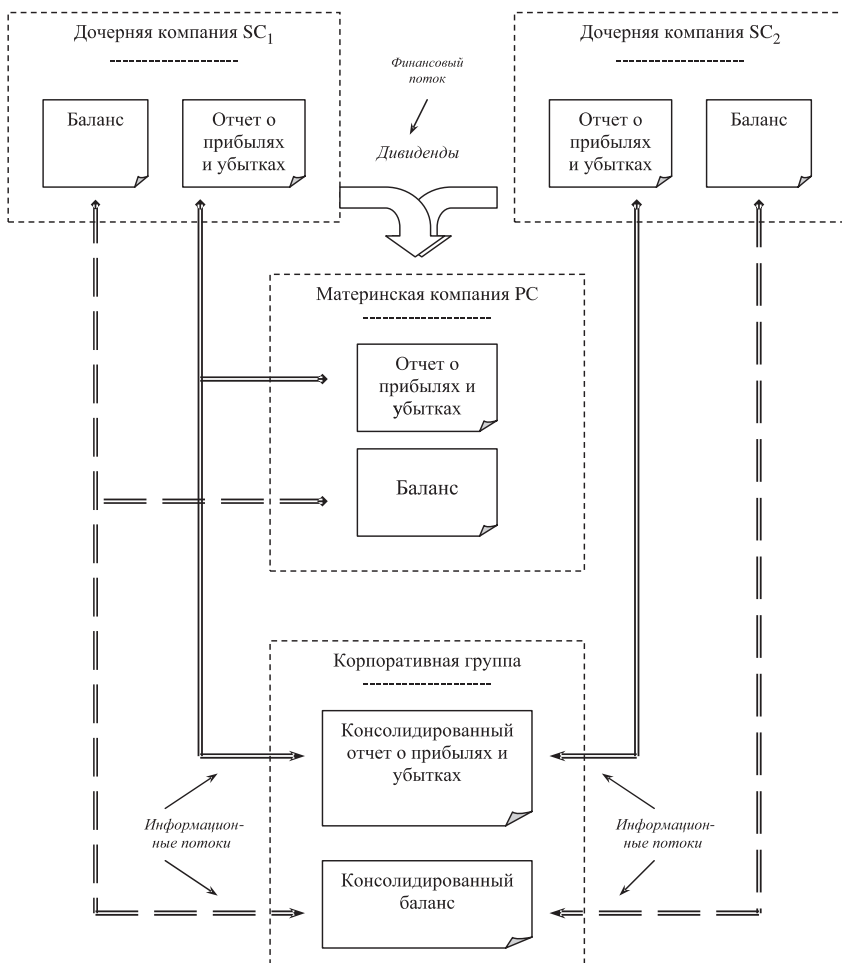 Дочерняя компания SC1
Баланс
Отчет о
прибылях
и убытках
Финансовый
поток
Дивиденды
Дочерняя компания SC2
Отчет о
прибылях
и убытках
Баланс
Материнская компания PC
Отчет о
прибылях и
убытках
Баланс
Корпоративная группа
Консолидированный
отчет о прибылях и
убытках
Информацион-
ные потоки
Информацион-
ные потоки
Консолидированный
баланс